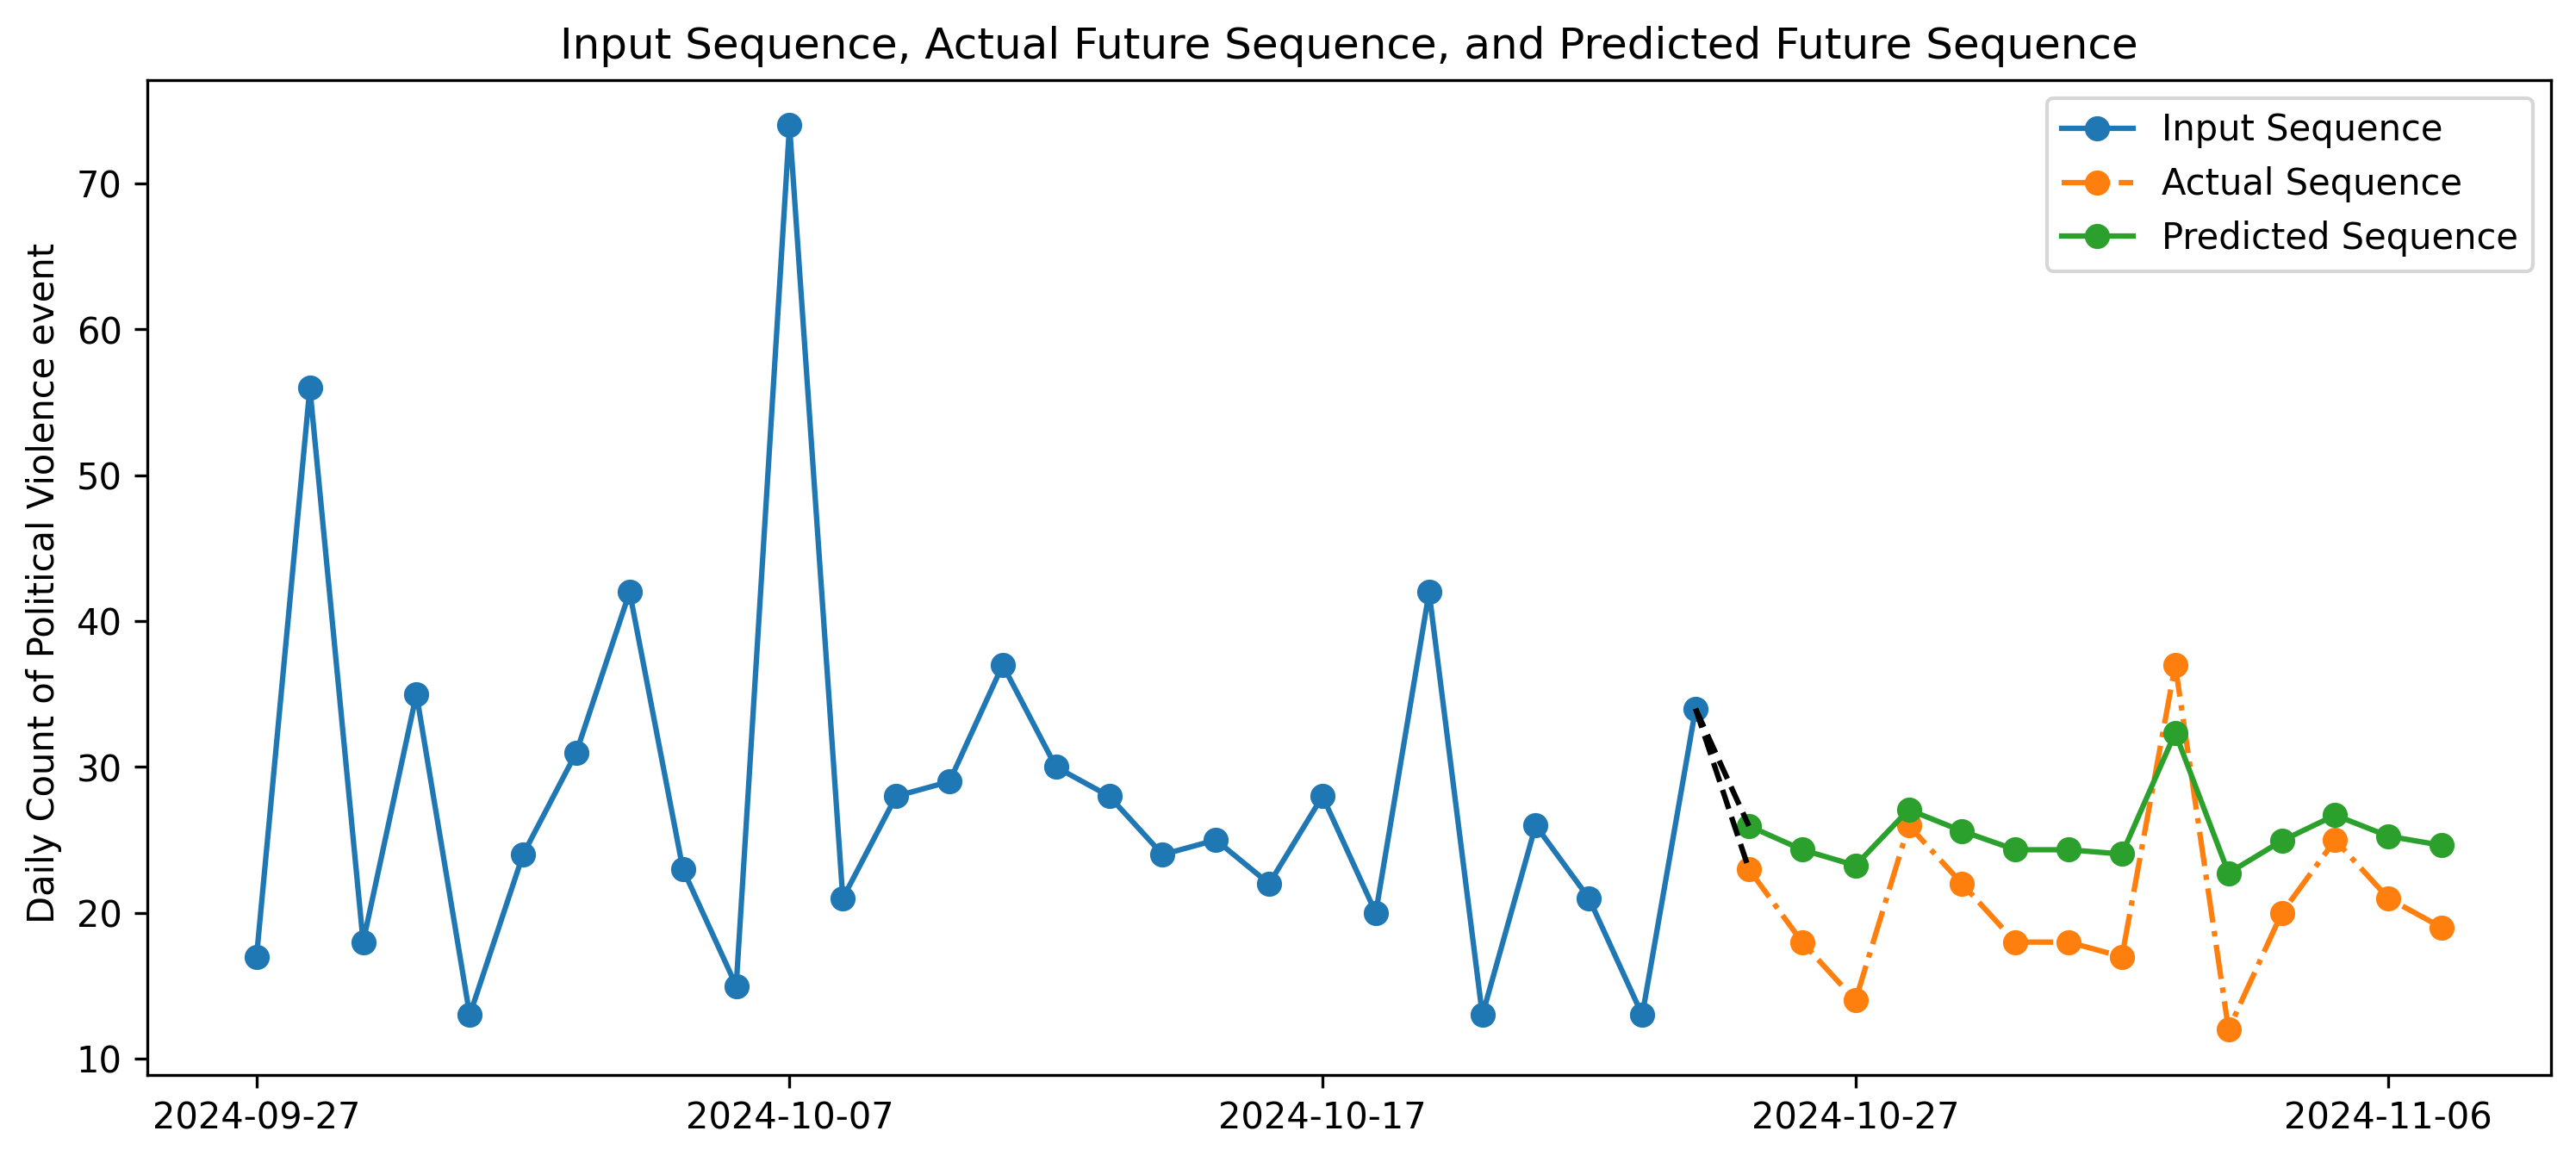 Input Sequence, Actual Future Sequence, and Predicted Future Sequence
Daily Count of Political Violence event
70
60
50
40
30
20
10
Input Sequence
Actual Sequence
Predicted Sequence
2024-09-27
2024-10-07
2024-10-17
2024-10-27
2024-11-06